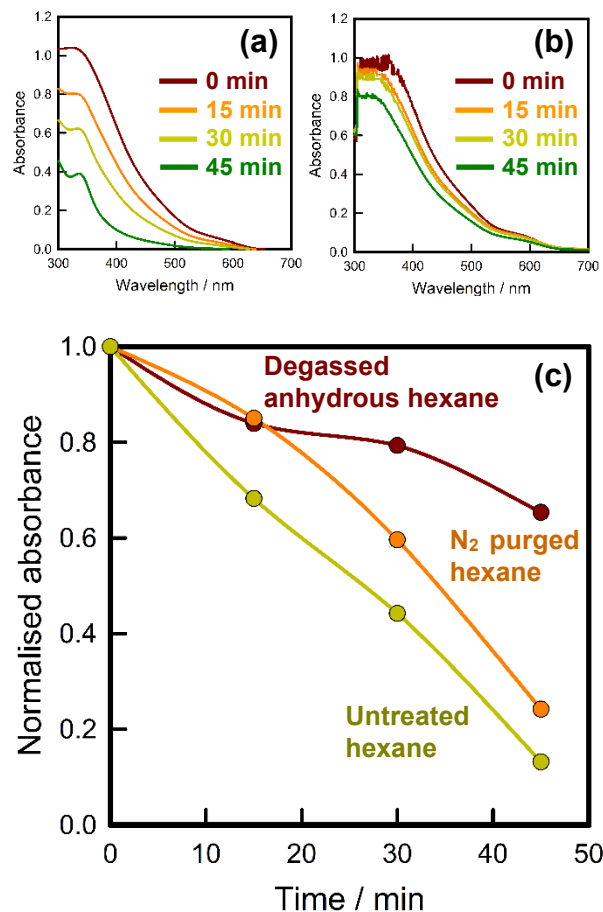 (a)
0 min
15 min
30 min
45 min
Absorbance
1.2
1.0
0.8
0.6
0.4
0.2
0.0
300 400 500 600 700
Wavelength / nm
(b)
0 min
15 min
30 min
45 min
Absorbance
1.2
1.0
0.8
0.6
0.4
0.2
0.0
300 400 500 600 700
Wavelength / nm
(c)
Degassed
anhydrous hexane
N₂ purged
hexane
Untreated
hexane
Normalised absorbance
1.0
0.8
0.6
0.4
0.2
0.0
0 10 20 30 40 50
Time / min